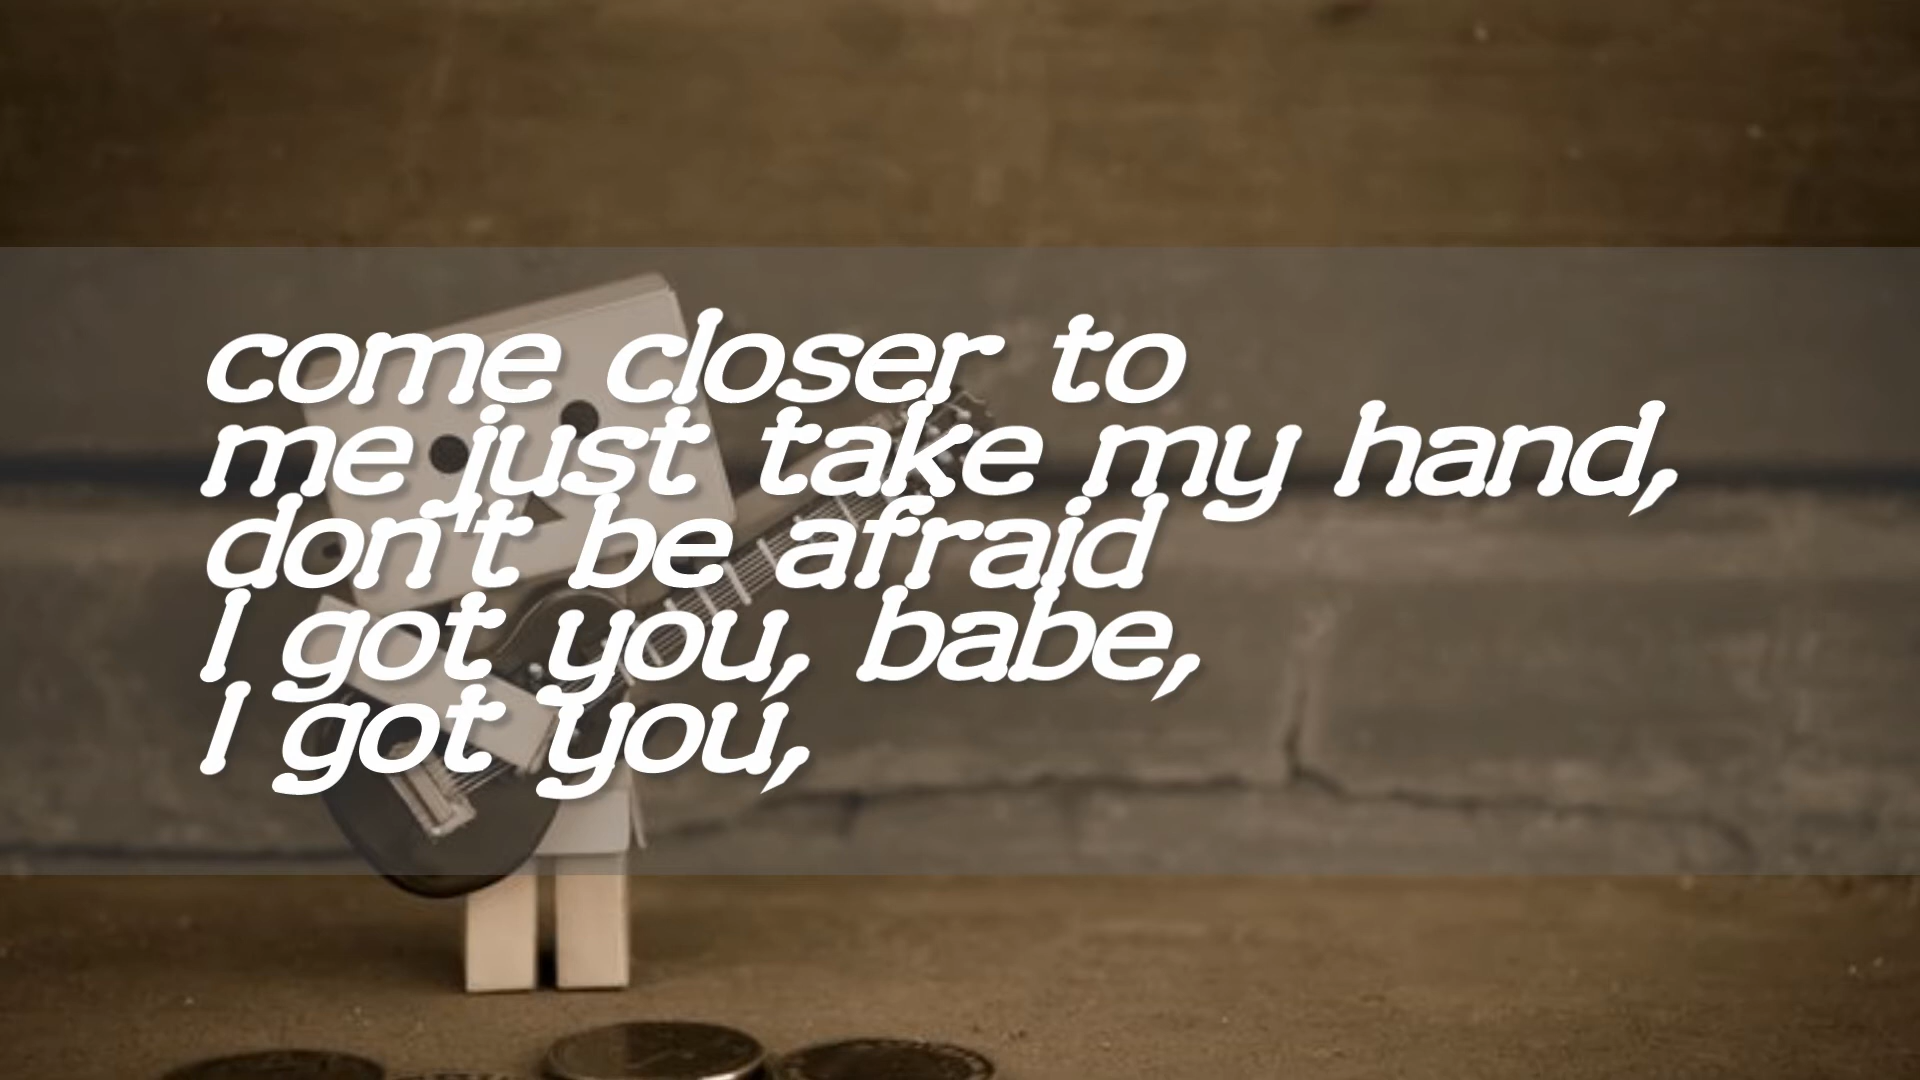 come closer to
me just take my hand,
don't be afraid
I got you, babe,
I got you,